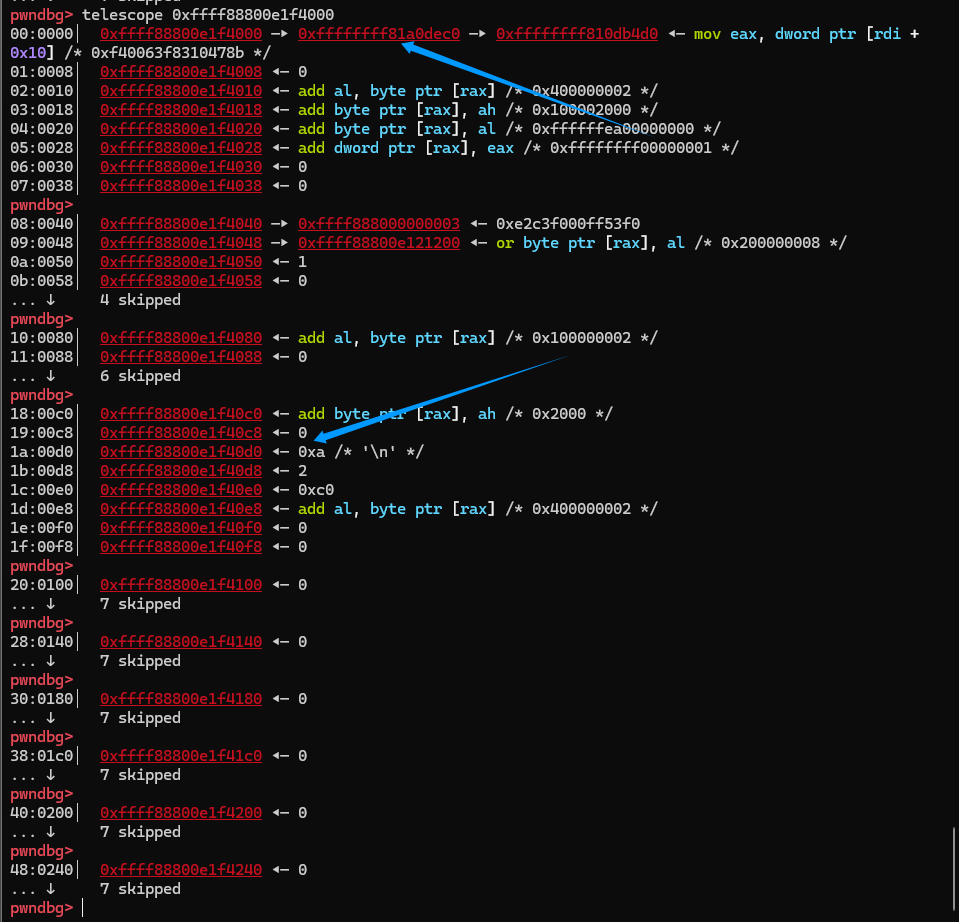 ... ↓ 4 skipped
pwndbg> telescope 0xffff88800e1f4000
00:0000│ 0xffff88800e1f4000 —▸ 0xffffffff81a0dec0 —▸ 0xffffffff810db4d0 ◂— mov eax, dword ptr [rdi +
0x10] /* 0xf40063f8310478b */
01:0008│ 0xffff88800e1f4008 ◂— 0
02:0010│ 0xffff88800e1f4010 ◂— add al, byte ptr [rax] /* 0x400000002 */
03:0018│ 0xffff88800e1f4018 ◂— add byte ptr [rax], ah /* 0x100002000 */
04:0020│ 0xffff88800e1f4020 ◂— add byte ptr [rax], al /* 0xffffffea00000000 */
05:0028│ 0xffff88800e1f4028 ◂— add dword ptr [rax], eax /* 0xffffffff00000001 */
06:0030│ 0xffff88800e1f4030 ◂— 0
07:0038│ 0xffff88800e1f4038 ◂— 0
pwndbg>
08:0040│ 0xffff88800e1f4040 —▸ 0xffff888000000003 ◂— 0xe2c3f000ff53f0
09:0048│ 0xffff88800e1f4048 —▸ 0xffff88800e121200 ◂— or byte ptr [rax], al /* 0x200000008 */
0a:0050│ 0xffff88800e1f4050 ◂— 1
0b:0058│ 0xffff88800e1f4058 ◂— 0
... ↓ 4 skipped
pwndbg>
10:0080│ 0xffff88800e1f4080 ◂— add al, byte ptr [rax] /* 0x100000002 */
11:0088│ 0xffff88800e1f4088 ◂— 0
... ↓ 6 skipped
pwndbg>
18:00c0│ 0xffff88800e1f40c0 ◂— add byte ptr [rax], ah /* 0x2000 */
19:00c8│ 0xffff88800e1f40c8 ◂— 0
1a:00d0│ 0xffff88800e1f40d0 ◂— 0xa /* '\n' */
1b:00d8│ 0xffff88800e1f40d8 ◂— 2
1c:00e0│ 0xffff88800e1f40e0 ◂— 0xc0
1d:00e8│ 0xffff88800e1f40e8 ◂— add al, byte ptr [rax] /* 0x400000002 */
1e:00f0│ 0xffff88800e1f40f0 ◂— 0
1f:00f8│ 0xffff88800e1f40f8 ◂— 0
pwndbg>
20:0100│ 0xffff88800e1f4100 ◂— 0
... ↓ 7 skipped
pwndbg>
28:0140│ 0xffff88800e1f4140 ◂— 0
... ↓ 7 skipped
pwndbg>
30:0180│ 0xffff88800e1f4180 ◂— 0
... ↓ 7 skipped
pwndbg>
38:01c0│ 0xffff88800e1f41c0 ◂— 0
... ↓ 7 skipped
pwndbg>
40:0200│ 0xffff88800e1f4200 ◂— 0
... ↓ 7 skipped
pwndbg>
48:0240│ 0xffff88800e1f4240 ◂— 0
... ↓ 7 skipped
pwndbg>